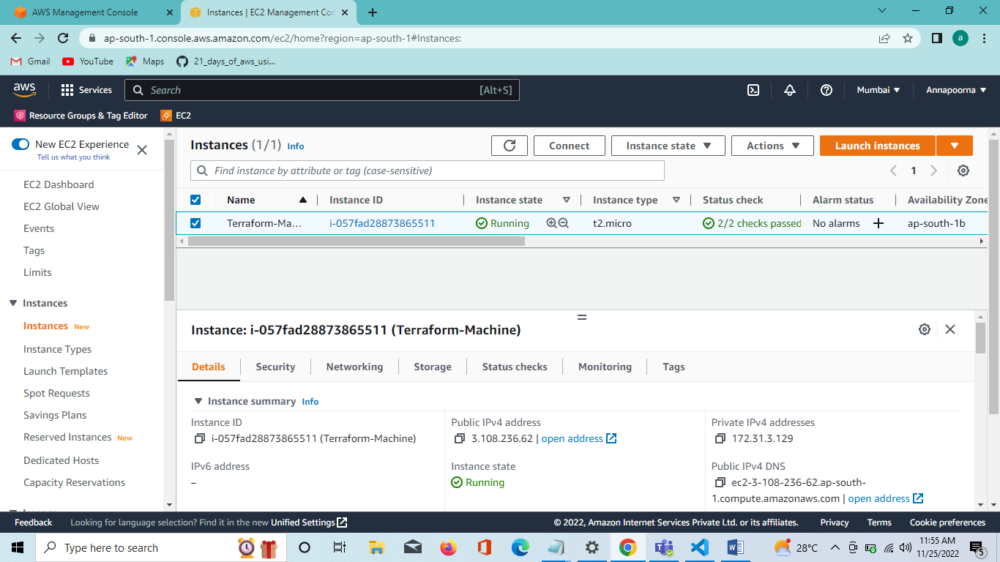 AWS Management Console
Instances | EC2 Management Con
ap-south-1.console.aws.amazon.com/ec2/home?region=ap-south-1#Instances:
a
Gmail YouTube Maps 21_days_of_aws_usi...
aws Services Search [Alt+S] Mumbai Annapoorna
Resource Groups & Tag Editor EC2
New EC2 Experience
Tell us what you think
EC2 Dashboard
EC2 Global View
Events
Tags
Limits
Instances
Instances New
Instance Types
Launch Templates
Spot Requests
Savings Plans
Reserved Instances New
Dedicated Hosts
Capacity Reservations
Instances (1/1) Info
Connect Instance state Actions Launch instances
Find instance by attribute or tag (case-sensitive)
1
Name Instance ID Instance state Instance type Status check Alarm status Availability Zone
Terraform-Ma... i-057fad28873865511 Running t2.micro 2/2 checks passed No alarms ap-south-1b
Instance: i-057fad28873865511 (Terraform-Machine)
Details Security Networking Storage Status checks Monitoring Tags
Instance summary Info
Instance ID
i-057fad28873865511 (Terraform-Machine)
Public IPv4 address
3.108.236.62 | open address
Private IPv4 addresses
172.31.3.129
IPv6 address
–
Instance state
Running
Public IPv4 DNS
ec2-3-108-236-62.ap-south-
1.compute.amazonaws.com | open address
Feedback Looking for language selection? Find it in the new Unified Settings © 2022, Amazon Internet Services Private Ltd. or its affiliates. Privacy Terms Cookie preferences
Type here to search
28°C
11:55 AM
11/25/2022
5